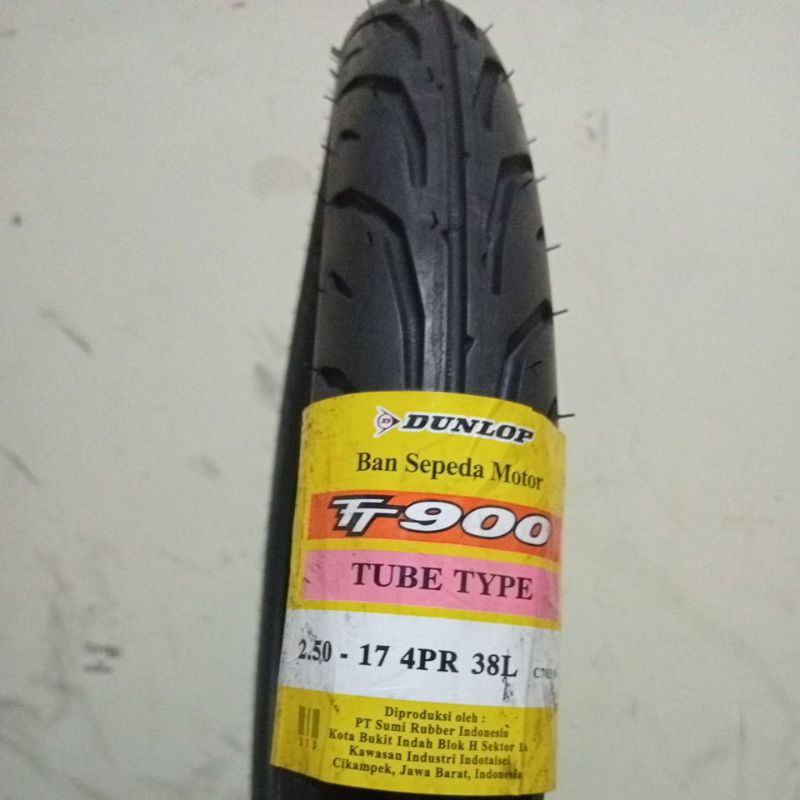 DUNLOP
Ban Sepeda Motor
TT900
TUBE TYPE
2.50 - 17 4PR 38L
Diproduksi oleh :
PT Sumi Rubber Indonesia
Kota Bukit Indah Blok H Sektor 1A
Kawasan Industri Indotaisei
Cikampek, Jawa Barat, Indonesia
313